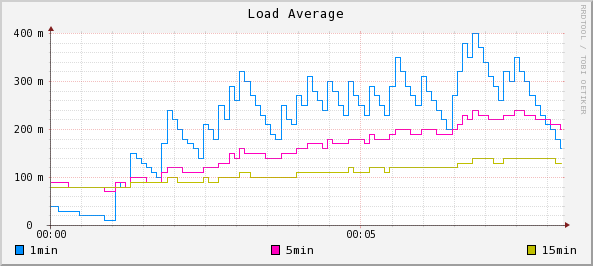 Load Average
RRDTOOL / TOBI OETIKER
400 m
300 m
200 m
100 m
0
00:00 00:05
1min 5min 15min